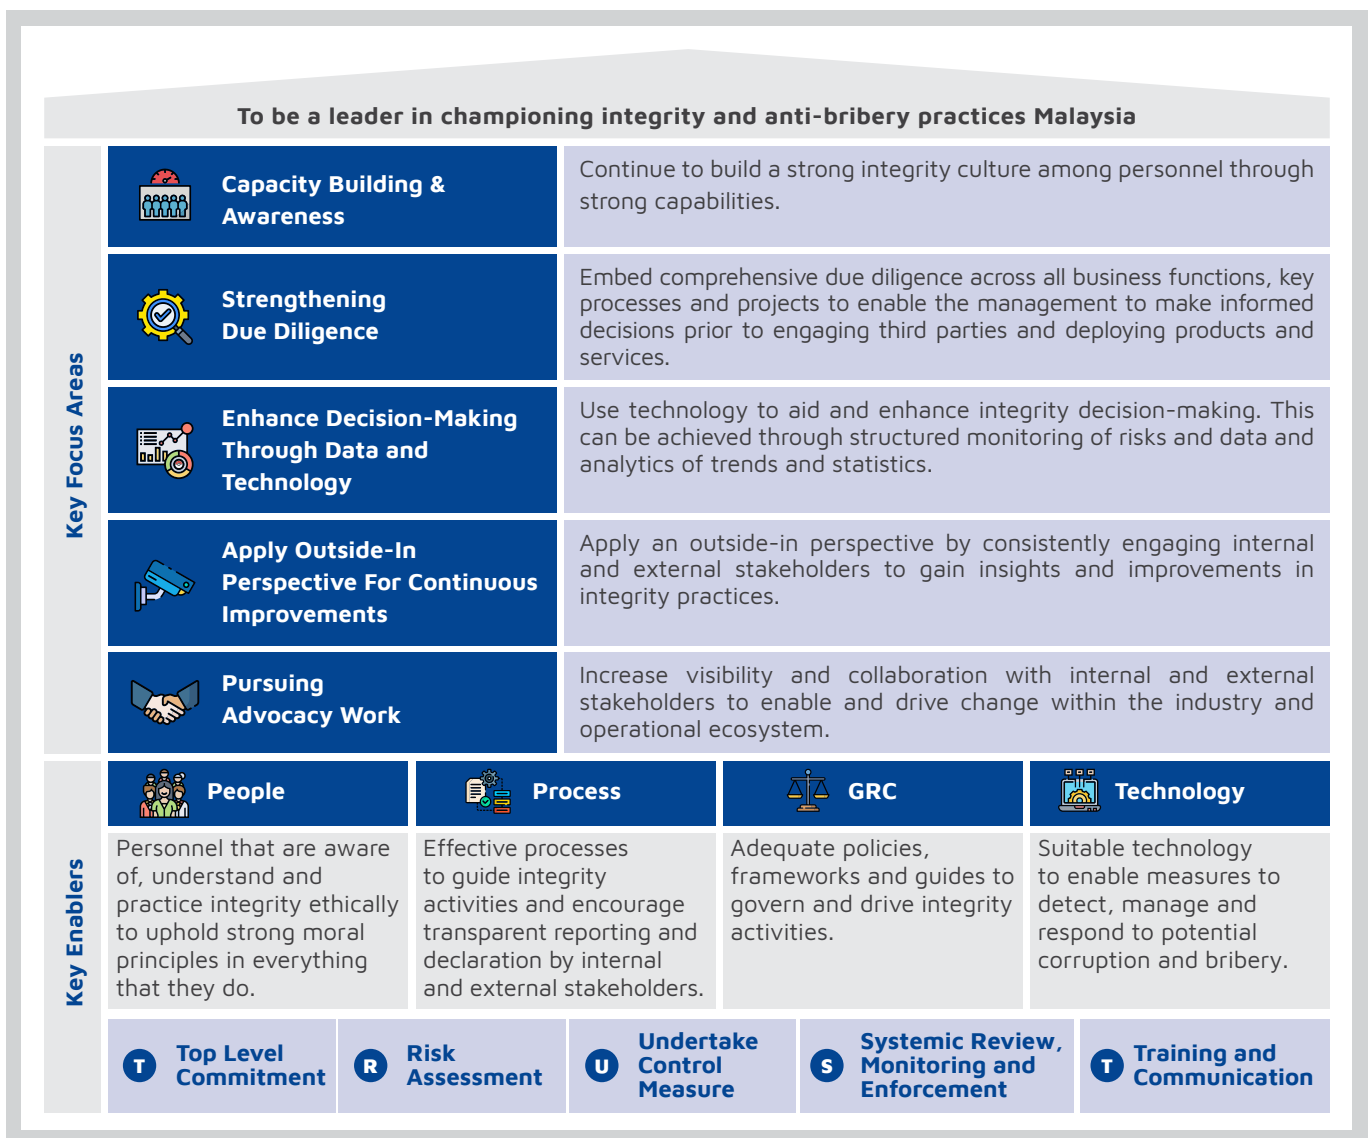 To be a leader in championing integrity and anti-bribery practices Malaysia
Key Focus Areas
Capacity Building &
Awareness
Continue to build a strong integrity culture among personnel through
strong capabilities.
Strengthening
Due Diligence
Embed comprehensive due diligence across all business functions, key
processes and projects to enable the management to make informed
decisions prior to engaging third parties and deploying products and
services.
Enhance Decision-Making
Through Data and
Technology
Use technology to aid and enhance integrity decision-making. This
can be achieved through structured monitoring of risks and data and
analytics of trends and statistics.
Apply Outside-In
Perspective For Continuous
Improvements
Apply an outside-in perspective by consistently engaging internal
and external stakeholders to gain insights and improvements in
integrity practices.
Pursuing
Advocacy Work
Increase visibility and collaboration with internal and external
stakeholders to enable and drive change within the industry and
operational ecosystem.
Key Enablers
People
Personnel that are aware
of, understand and
practice integrity ethically
to uphold strong moral
principles in everything
that they do.
Process
Effective processes
to guide integrity
activities and encourage
transparent reporting and
declaration by internal
and external stakeholders.
GRC
Adequate policies,
frameworks and guides to
govern and drive integrity
activities.
Technology
Suitable technology
to enable measures to
detect, manage and
respond to potential
corruption and bribery.
T
Top Level
Commitment
R
Risk
Assessment
U
Undertake
Control
Measure
S
Systemic Review,
Monitoring and
Enforcement
T
Training and
Communication